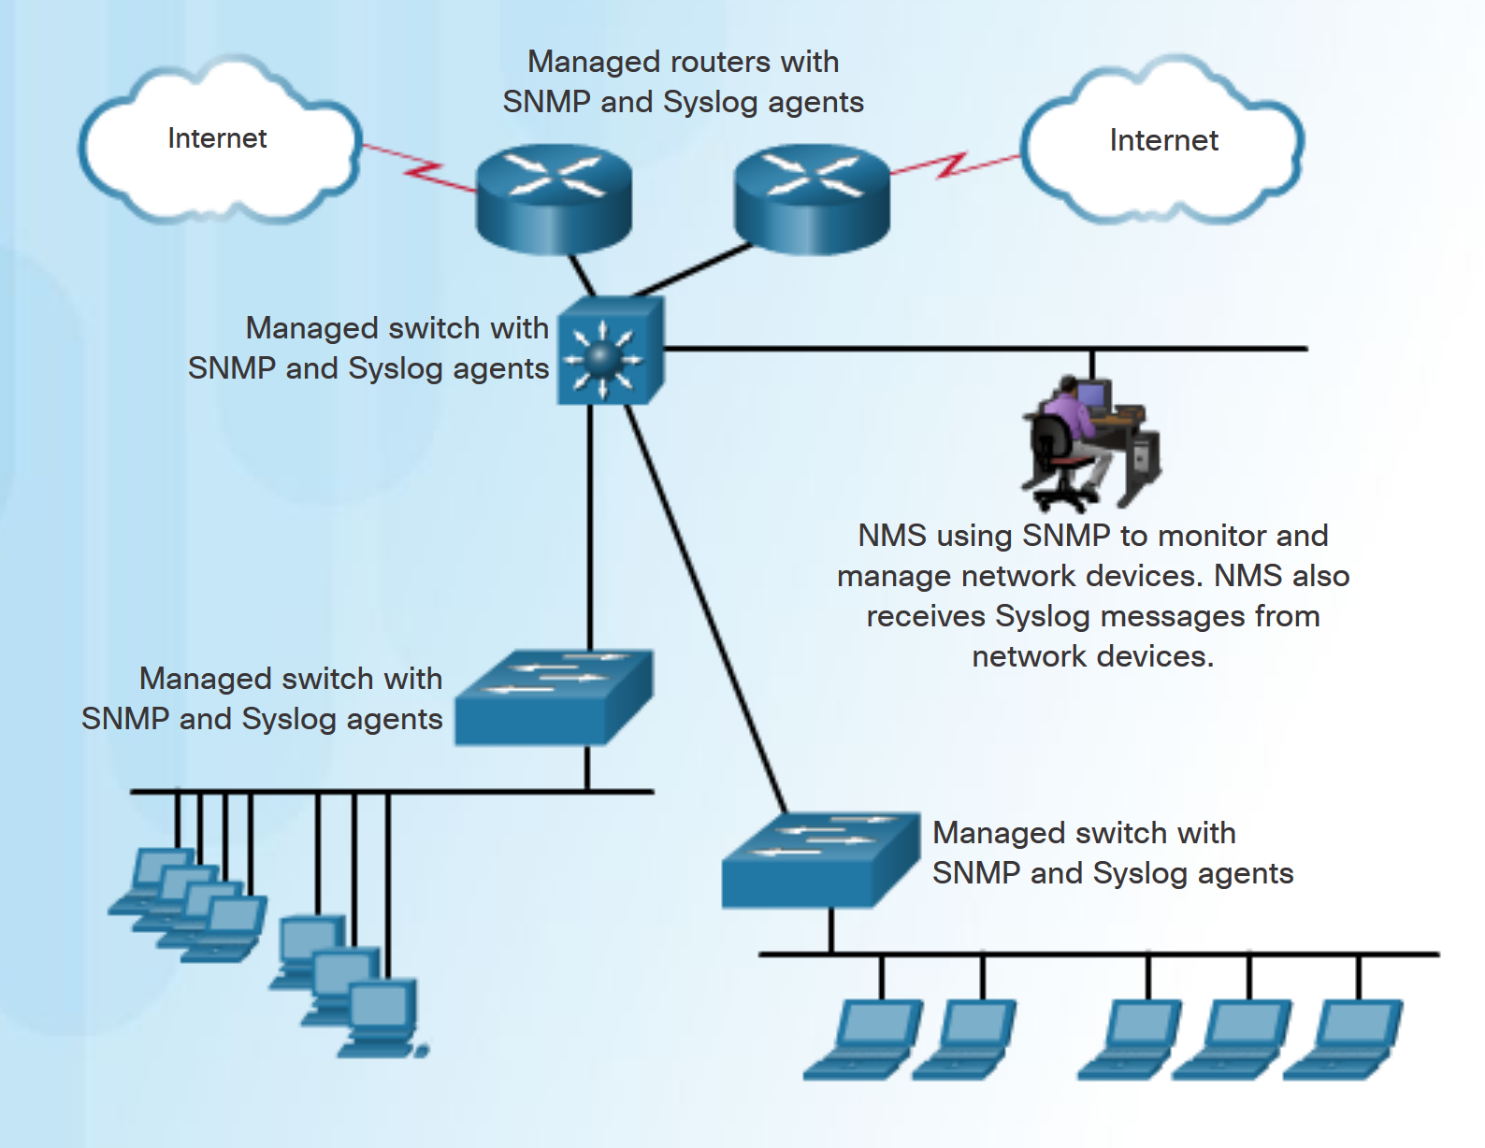 Managed routers with
SNMP and Syslog agents
Internet
Internet
Managed switch with
SNMP and Syslog agents
NMS using SNMP to monitor and
manage network devices. NMS also
receives Syslog messages from
network devices.
Managed switch with
SNMP and Syslog agents
Managed switch with
SNMP and Syslog agents